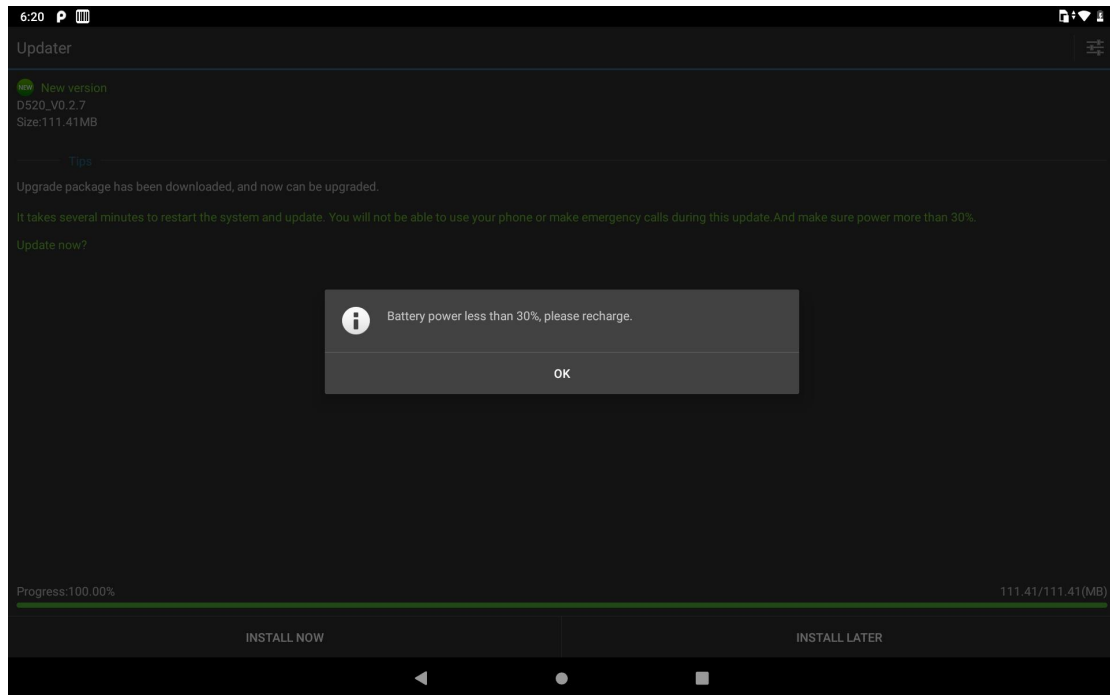 6:20
Updater
NEW New version
D520_V0.2.7
Size:111.41MB
Tips
Upgrade package has been downloaded, and now can be upgraded.
It takes several minutes to restart the system and update. You will not be able to use your phone or make emergency calls during this update.And make sure power more than 30%.
Update now?
Battery power less than 30%, please recharge.
OK
Progress:100.00% 111.41/111.41(MB)
INSTALL NOW INSTALL LATER